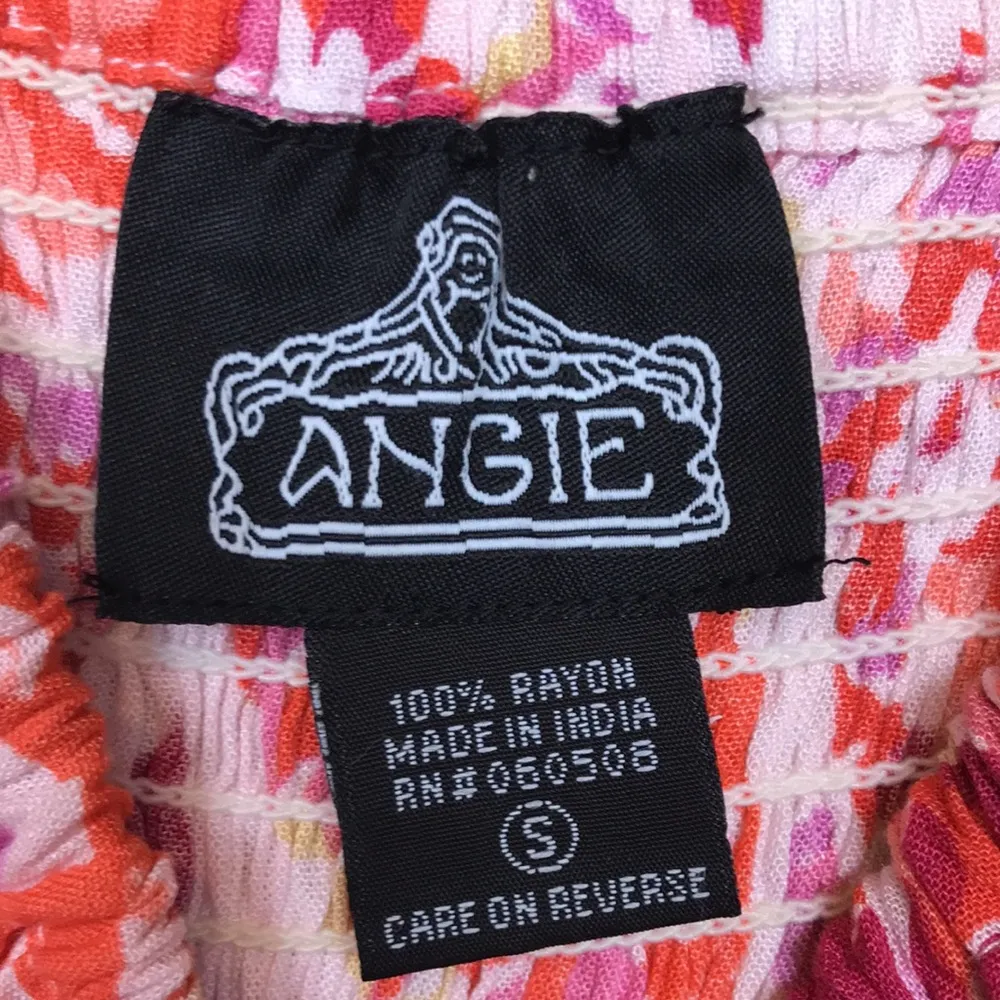 ANGIE
100% RAYON
MADE IN INDIA
RN#060508
S
CARE ON REVERSE